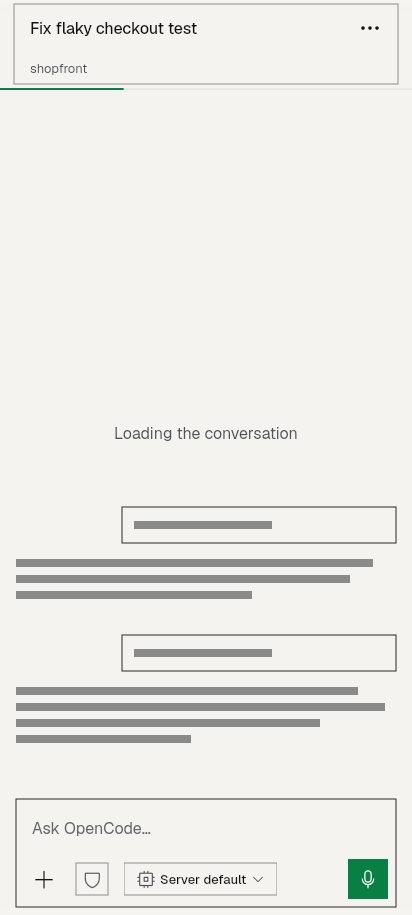 Fix flaky checkout test
shopfront
Loading the conversation
Ask OpenCode...
Server default